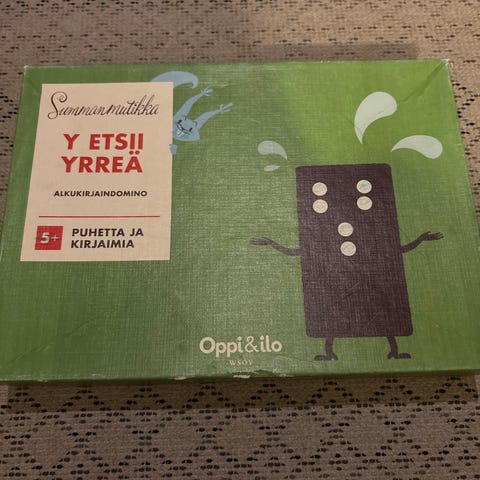 Summanmutikka
Y ETSII
YRREÄ
ALKUKIRJAINDOMINO
5+ PUHETTA JA
KIRJAIMIA
Oppi&ilo
WSOY